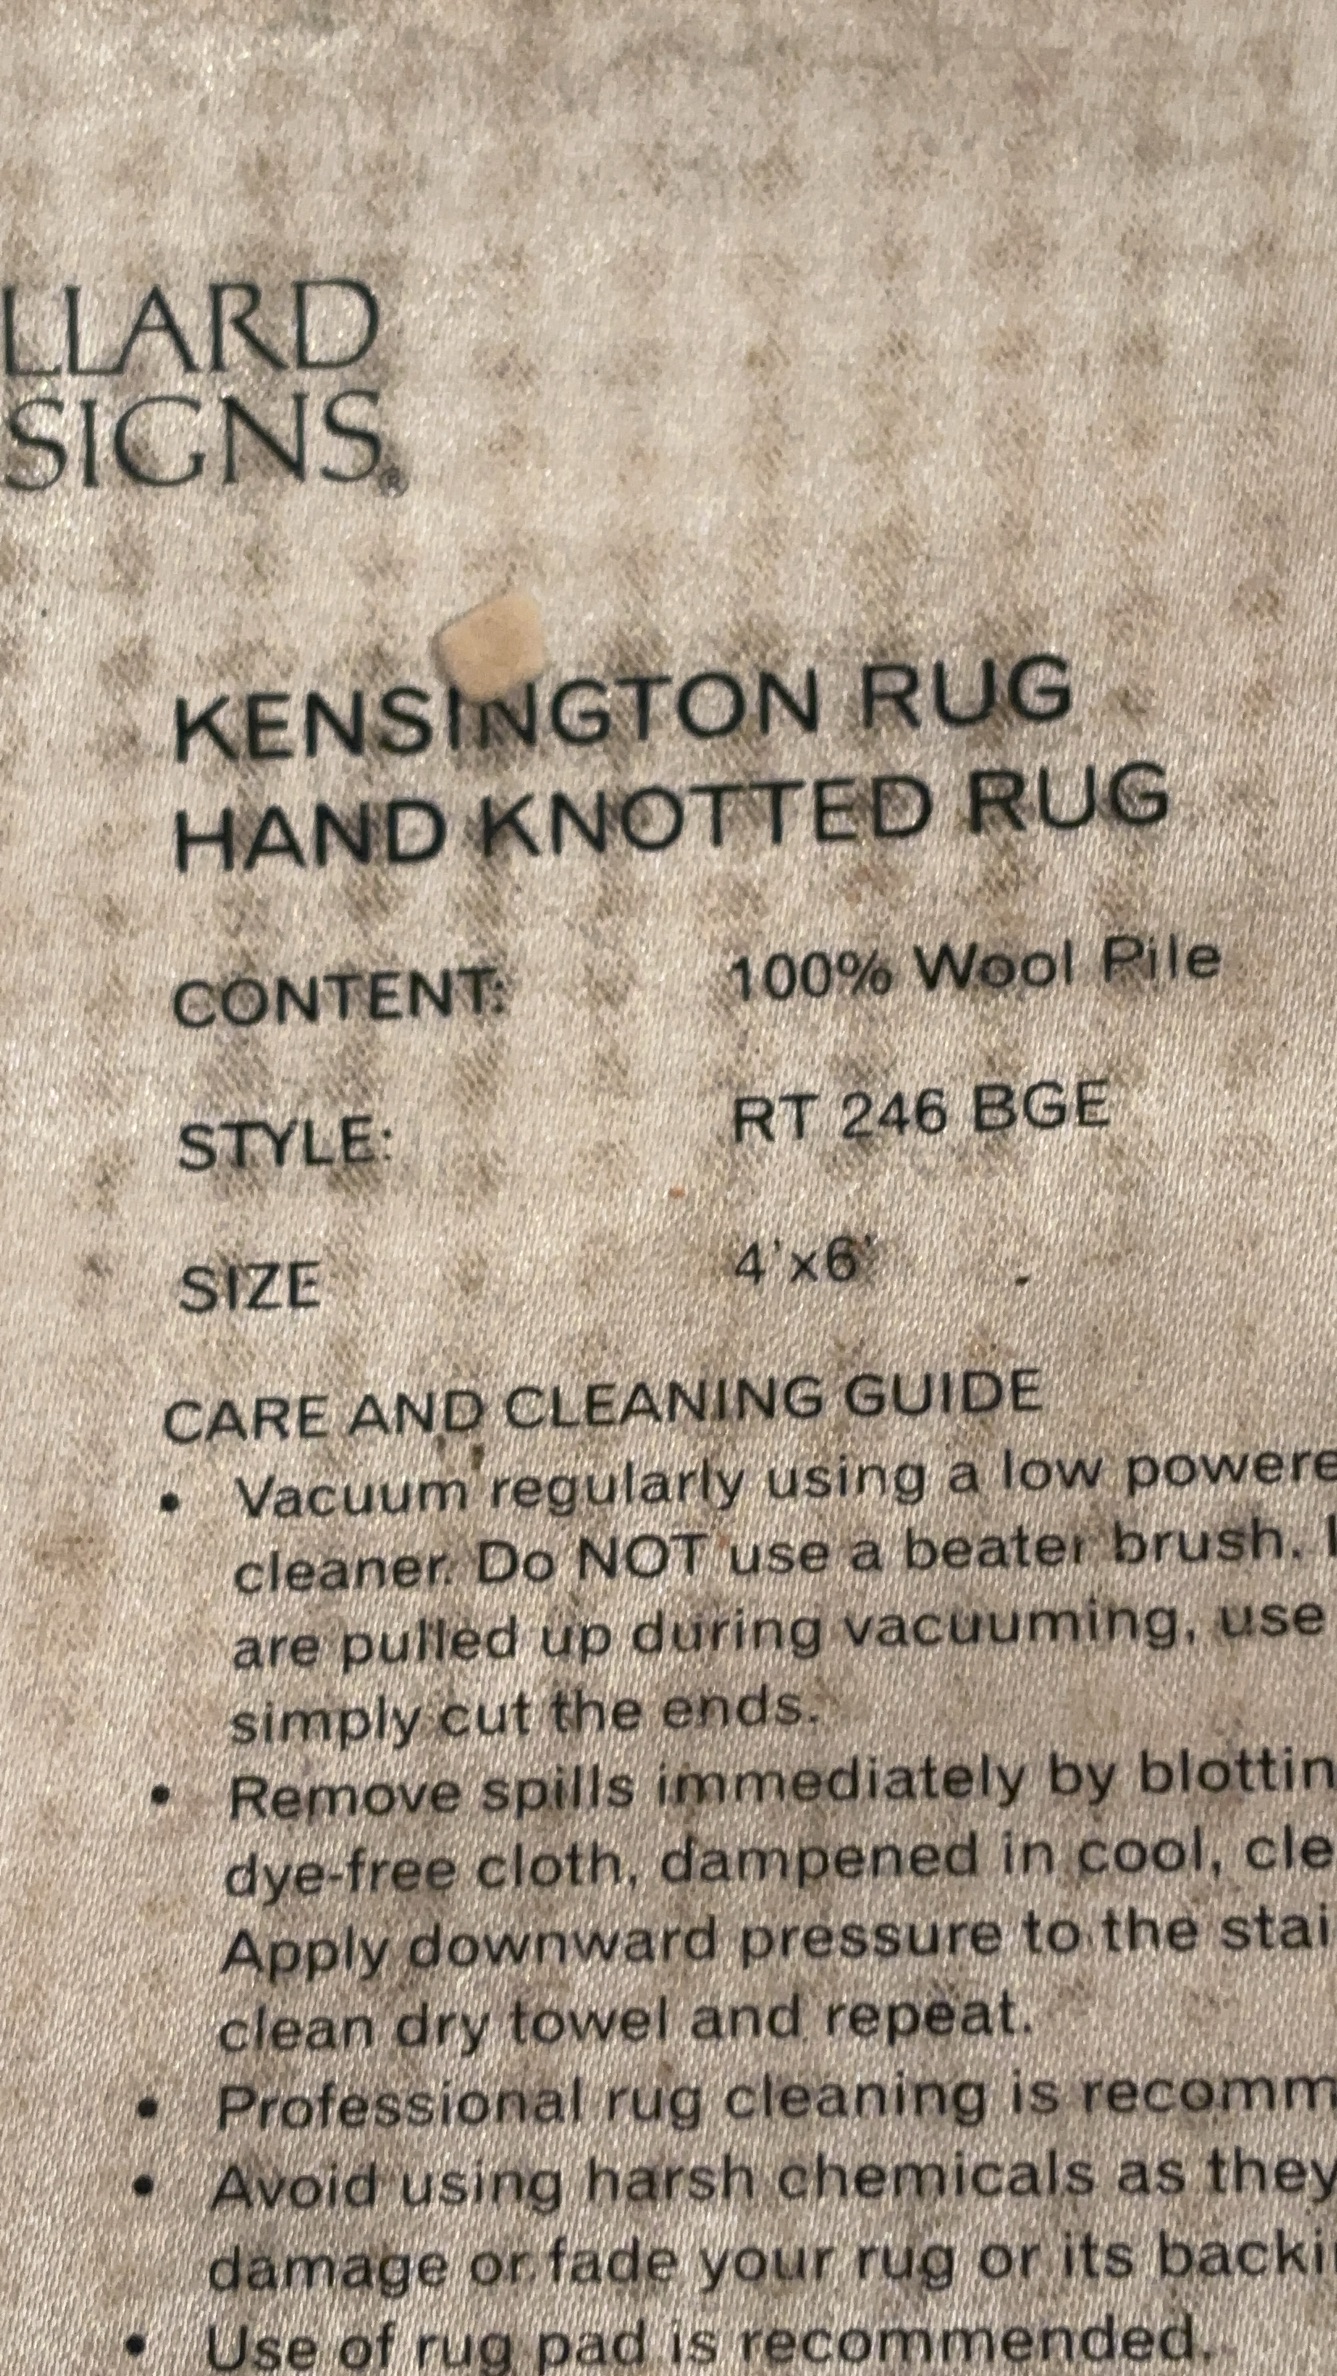 LLARD
SIGNS®
KENSINGTON RUG
HAND KNOTTED RUG
CONTENT: 100% Wool Pile
STYLE: RT 246 BGE
SIZE 4'x6'
CARE AND CLEANING GUIDE
• Vacuum regularly using a low powere
cleaner. Do NOT use a beater brush.
are pulled up during vacuuming, use
simply cut the ends.
• Remove spills immediately by blottin
dye-free cloth, dampened in cool, cle
Apply downward pressure to the stai
clean dry towel and repeat.
• Professional rug cleaning is recomm
• Avoid using harsh chemicals as they
damage or fade your rug or its backi
• Use of rug pad is recommended.